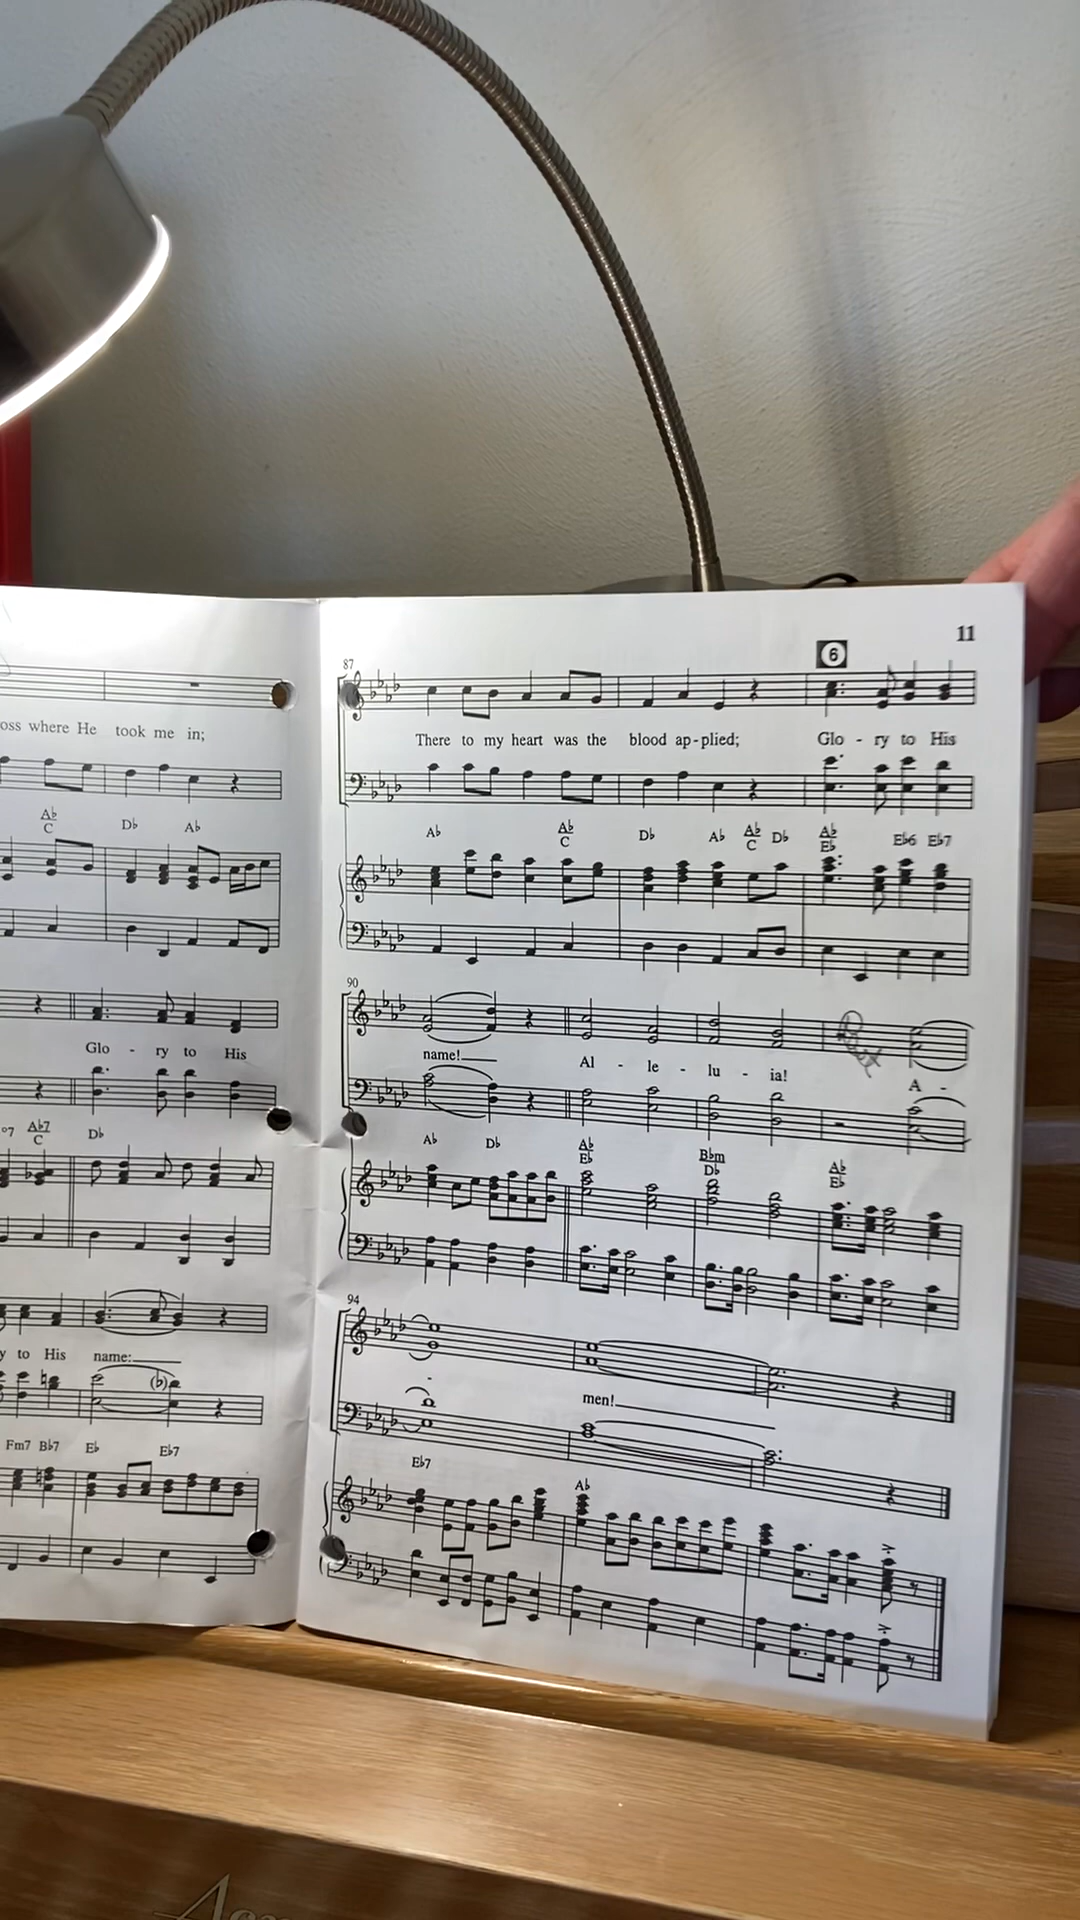 oss where He took me in;
A♭
C D♭ A♭
Glo - ry to His
°7 A♭7
C D♭
y to His name:
(♭)
Fm7 B♭7 E♭ E♭7
11
6
87
There to my heart was the blood ap-plied; Glo - ry to His
A♭ A♭
C D♭ A♭ A♭
C D♭ A♭
E♭ E♭6 E♭7
90
name! Al - le - lu - ia! A -
A♭ D♭ A♭
E♭ B♭m
D♭ A♭
E♭
94
- men!
E♭7 A♭